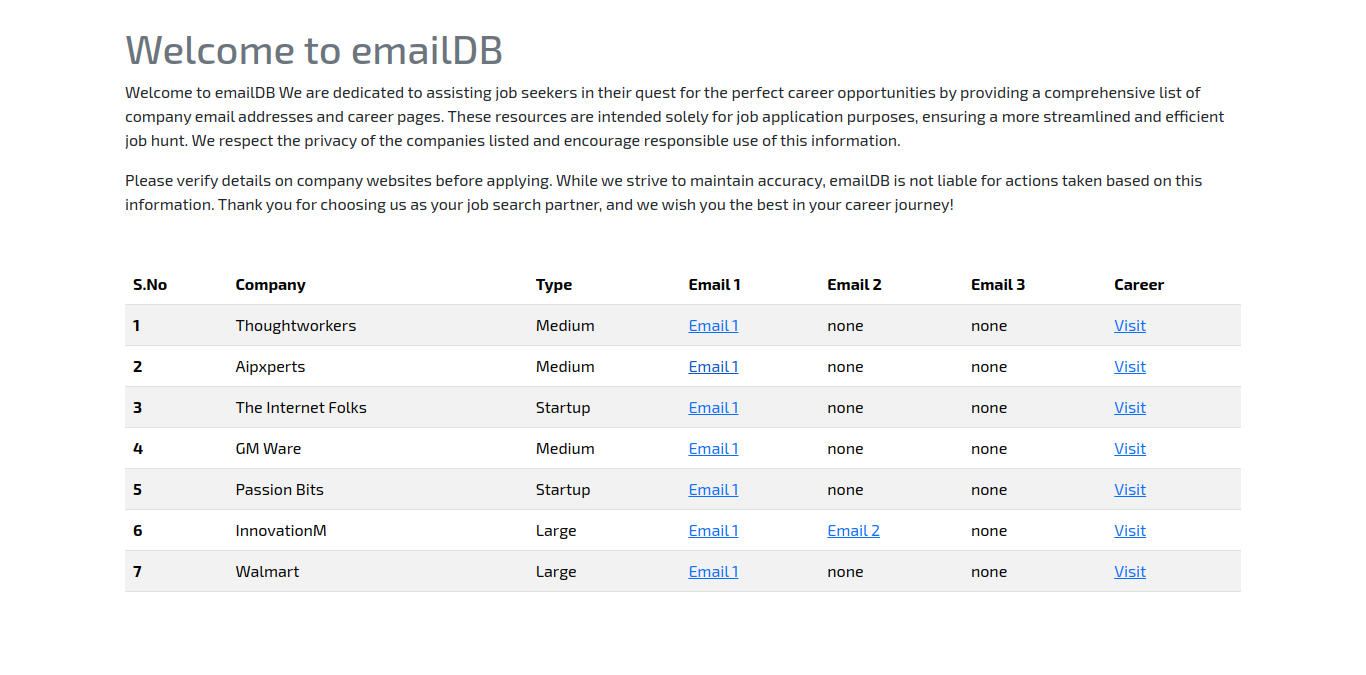 Welcome to emailDB
Welcome to emailDB We are dedicated to assisting job seekers in their quest for the perfect career opportunities by providing a comprehensive list of
company email addresses and career pages. These resources are intended solely for job application purposes, ensuring a more streamlined and efficient
job hunt. We respect the privacy of the companies listed and encourage responsible use of this information.
Please verify details on company websites before applying. While we strive to maintain accuracy, emailDB is not liable for actions taken based on this
information. Thank you for choosing us as your job search partner, and we wish you the best in your career journey!
S.No Company Type Email 1 Email 2 Email 3 Career
1 Thoughtworkers Medium Email 1 none none Visit
2 Aipxperts Medium Email 1 none none Visit
3 The Internet Folks Startup Email 1 none none Visit
4 GM Ware Medium Email 1 none none Visit
5 Passion Bits Startup Email 1 none none Visit
6 InnovationM Large Email 1 Email 2 none Visit
7 Walmart Large Email 1 none none Visit